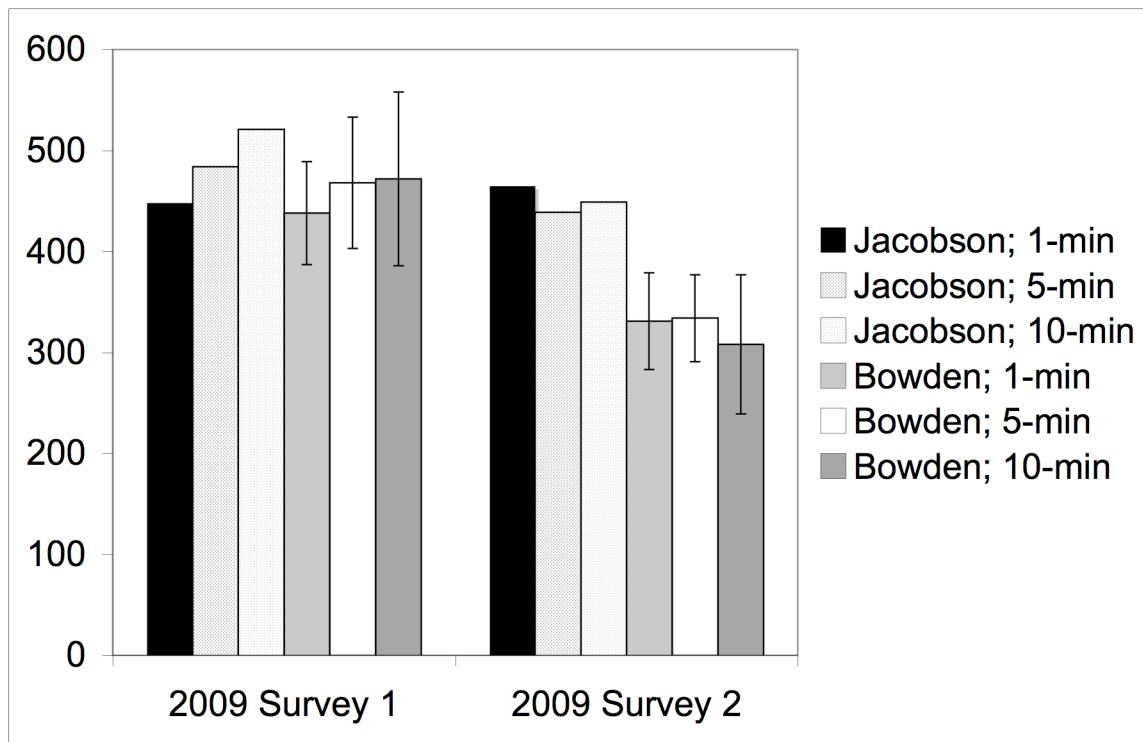 600
500
400
300
200
100
0
2009 Survey 1
2009 Survey 2
Jacobson; 1-min
Jacobson; 5-min
Jacobson; 10-min
Bowden; 1-min
Bowden; 5-min
Bowden; 10-min